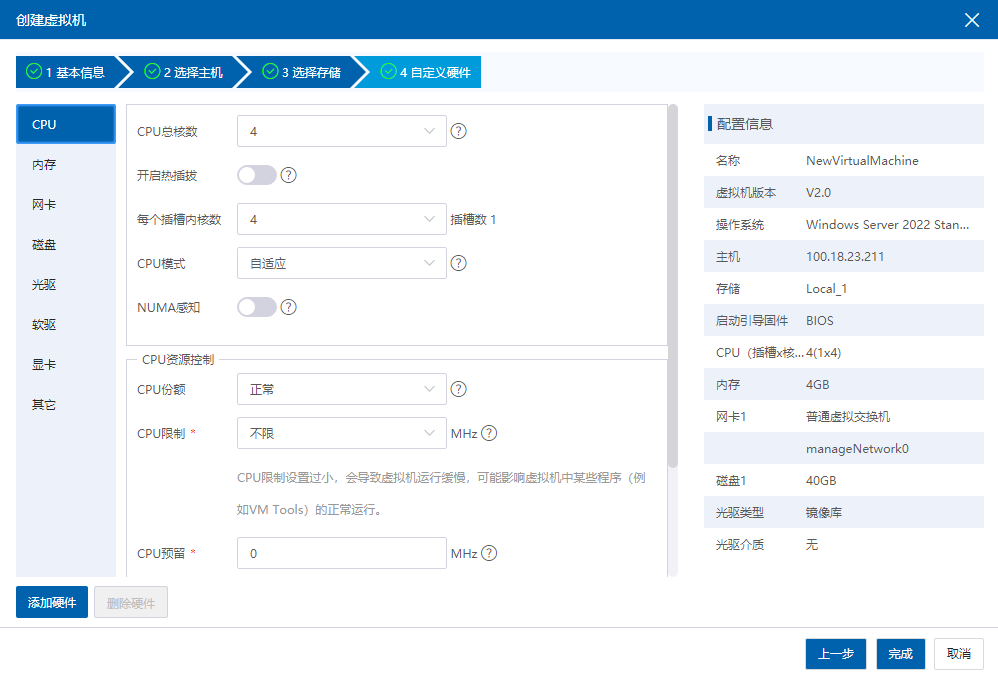 创建虚拟机
1 基本信息
2 选择主机
3 选择存储
4 自定义硬件
CPU
内存
网卡
磁盘
光驱
软驱
显卡
其它
CPU总核数
4
开启热插拔
每个插槽内核数
4
插槽数 1
CPU模式
自适应
NUMA感知
CPU资源控制
CPU份额
正常
CPU限制 *
不限
MHz
CPU限制设置过小，会导致虚拟机运行缓慢，可能影响虚拟机中某些程序（例
如VM Tools）的正常运行。
CPU预留 *
0
MHz
配置信息
名称 NewVirtualMachine
虚拟机版本 V2.0
操作系统 Windows Server 2022 Stan...
主机 100.18.23.211
存储 Local_1
启动引导固件 BIOS
CPU（插槽x核... 4(1x4)
内存 4GB
网卡1 普通虚拟交换机
manageNetwork0
磁盘1 40GB
光驱类型 镜像库
光驱介质 无
添加硬件
删除硬件
上一步
完成
取消